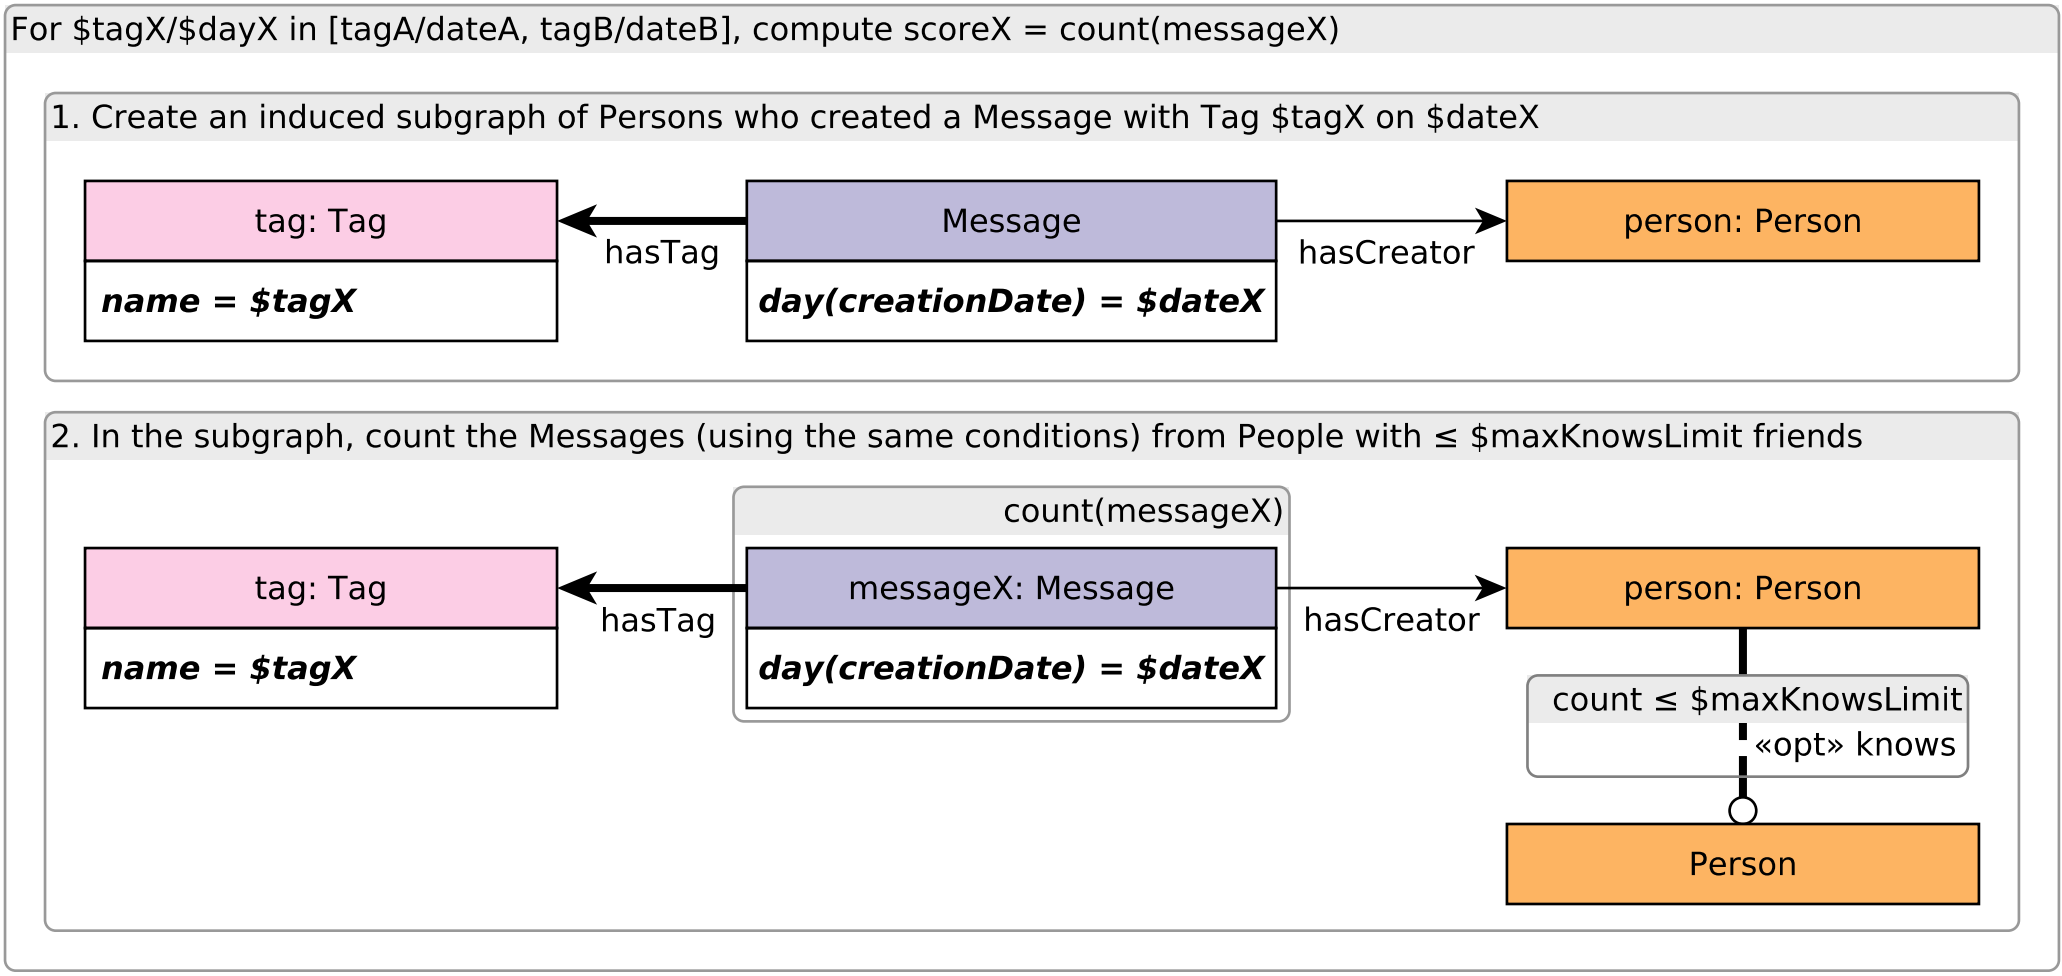 For $tagX/$dayX in [tagA/dateA, tagB/dateB], compute scoreX = count(messageX)
1. Create an induced subgraph of Persons who created a Message with Tag $tagX on $dateX
tag: Tag
name = $tagX
hasTag
Message
day(creationDate) = $dateX
hasCreator
person: Person
2. In the subgraph, count the Messages (using the same conditions) from People with ≤ $maxKnowsLimit friends
count(messageX)
tag: Tag
name = $tagX
hasTag
messageX: Message
day(creationDate) = $dateX
hasCreator
person: Person
count ≤ $maxKnowsLimit
«opt» knows
Person